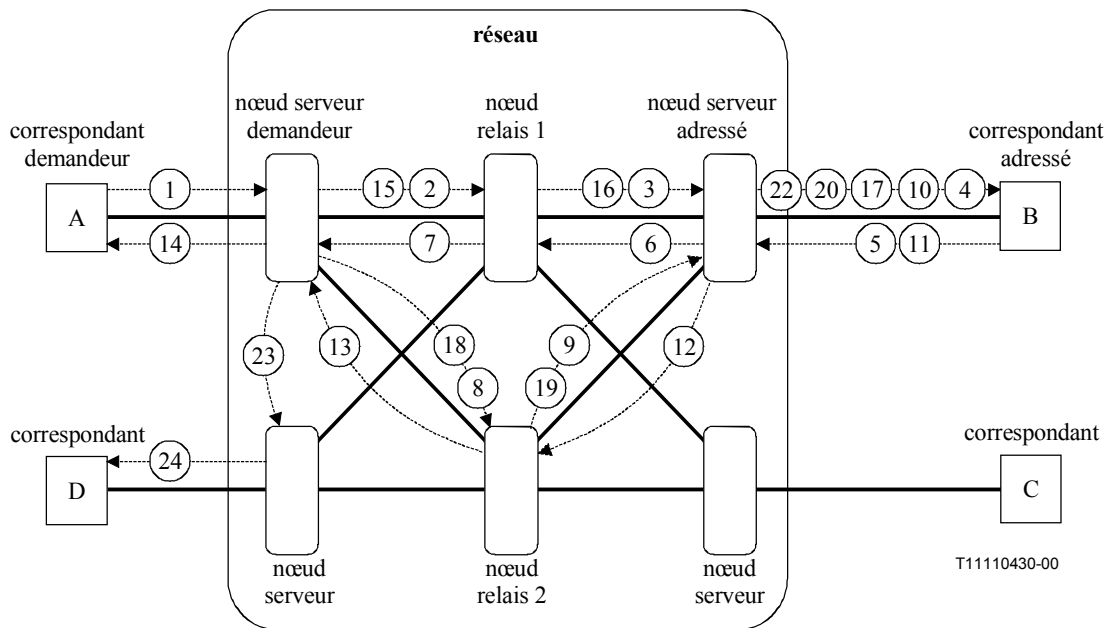 réseau
nœud serveur
demandeur
nœud
relais 1
nœud serveur
adressé
correspondant
demandeur
correspondant
adressé
1
15 2
16 3
22 20 17 10 4
A
B
14
7
6
5 11
23
13
18
9
12
8
19
correspondant
correspondant
24
D
C
nœud
serveur
nœud
relais 2
nœud
serveur
T11110430-00